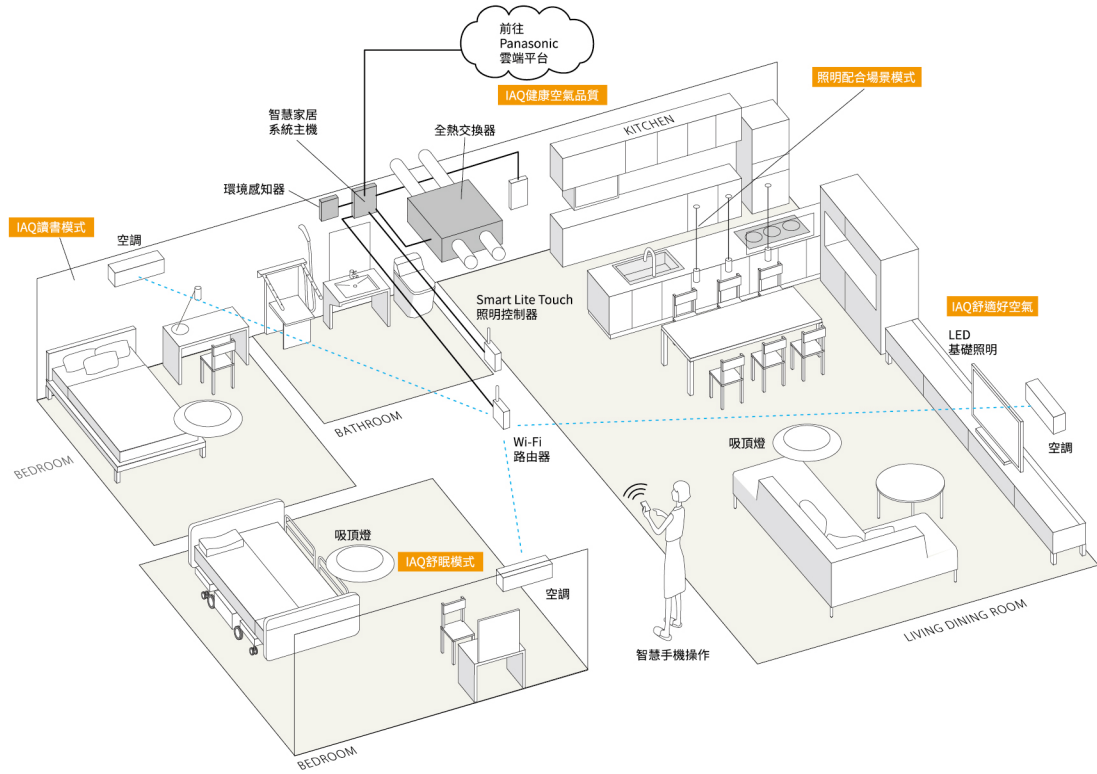 前往
Panasonic
雲端平台
IAQ健康空氣品質
照明配合場景模式
智慧家居
系統主機
全熱交換器
KITCHEN
環境感知器
IAQ讀書模式
空調
Smart Lite Touch
照明控制器
IAQ舒適好空氣
LED
基礎照明
BATHROOM
Wi-Fi
路由器
吸頂燈
空調
BEDROOM
吸頂燈
IAQ舒眠模式
空調
LIVING DINING ROOM
智慧手機操作
BEDROOM